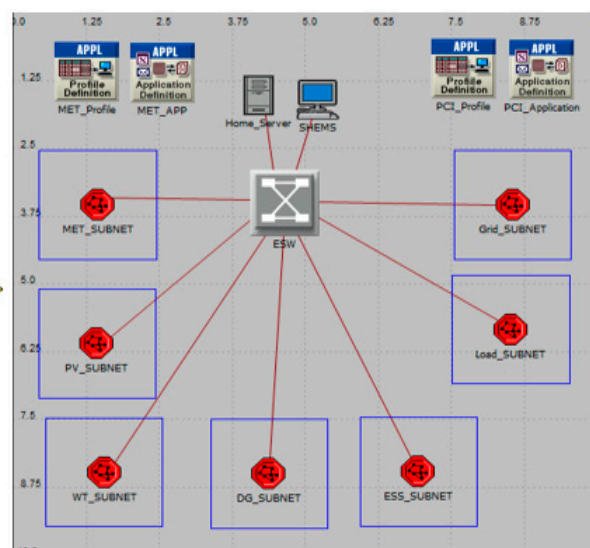 0.0 1.25 2.5 3.75 5.0 6.25 7.5 8.75
APPL APPL APPL APPL
Profile Definition Application Definition Profile Definition Application Definition
MET_Profile MET_APP PCI_Profile PCI_Application
1.25
Home_Server SHEMS
2.5
3.75
MET_SUBNET Grid_SUBNET
ESW
5.0
6.25
PV_SUBNET Load_SUBNET
7.5
8.75
WT_SUBNET DG_SUBNET ESS_SUBNET